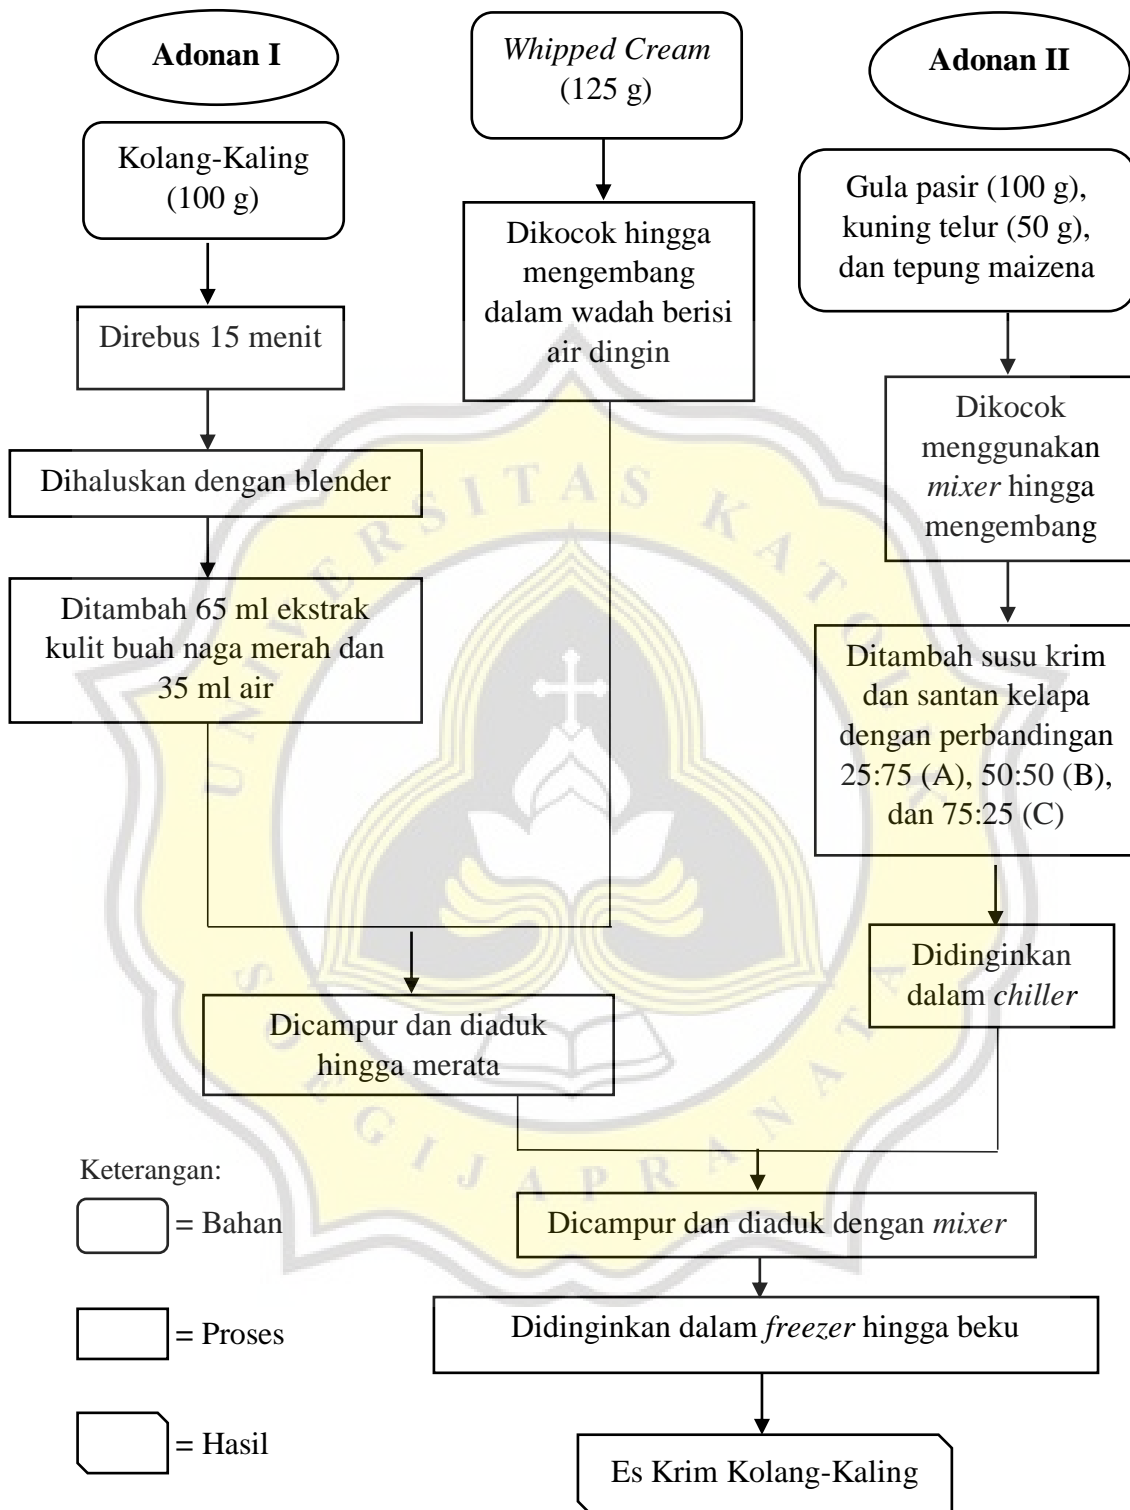 Adonan I
Kolang-Kaling
(100 g)
Direbus 15 menit
Dihaluskan dengan blender
Ditambah 65 ml ekstrak
kulit buah naga merah dan
35 ml air
Whipped Cream
(125 g)
Dikocok hingga
mengembang
dalam wadah berisi
air dingin
Dicampur dan diaduk
hingga merata
Adonan II
Gula pasir (100 g),
kuning telur (50 g),
dan tepung maizena
Dikocok
menggunakan
mixer hingga
mengembang
Ditambah susu krim
dan santan kelapa
dengan perbandingan
25:75 (A), 50:50 (B),
dan 75:25 (C)
Didinginkan
dalam chiller
Dicampur dan diaduk dengan mixer
Didinginkan dalam freezer hingga beku
Es Krim Kolang-Kaling
Keterangan:
= Bahan
= Proses
= Hasil
UNIVERSITAS KATOLIK
SOEGIJAPRANATA